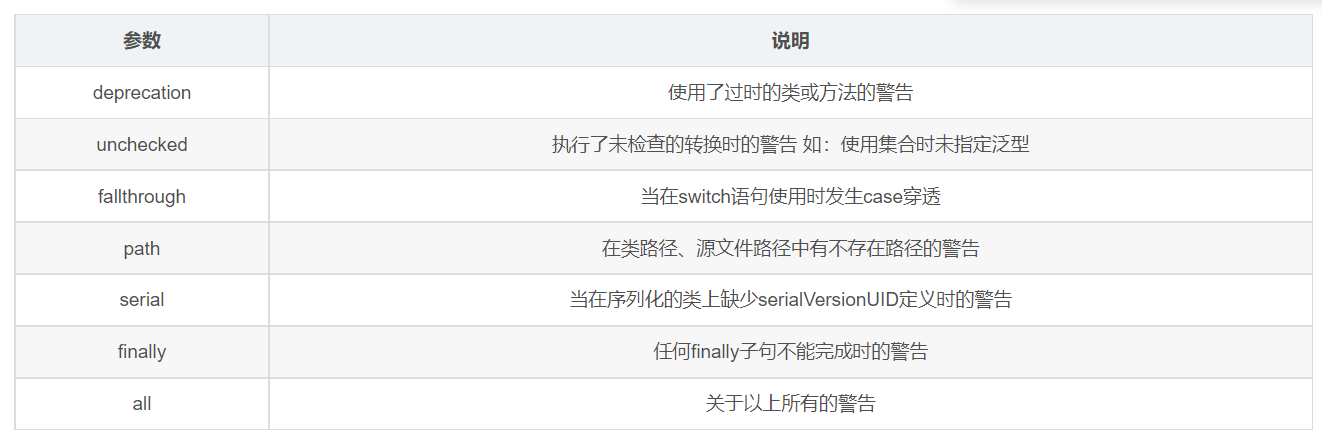 参数 说明
deprecation 使用了过时的类或方法的警告
unchecked 执行了未检查的转换时的警告 如：使用集合时未指定泛型
fallthrough 当在switch语句使用时发生case穿透
path 在类路径、源文件路径中有不存在路径的警告
serial 当在序列化的类上缺少serialVersionUID定义时的警告
finally 任何finally子句不能完成时的警告
all 关于以上所有的警告